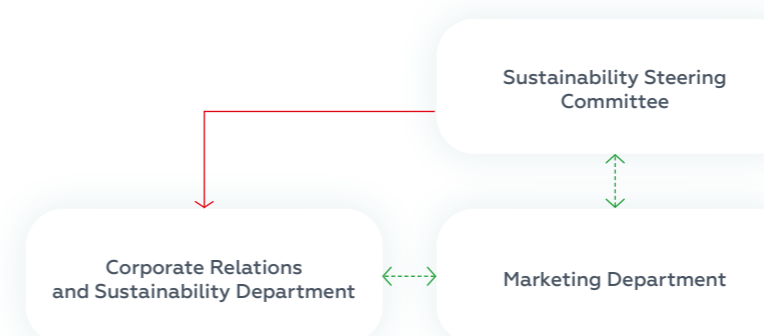 Sustainability Steering
Committee
Corporate Relations
and Sustainability Department
Marketing Department